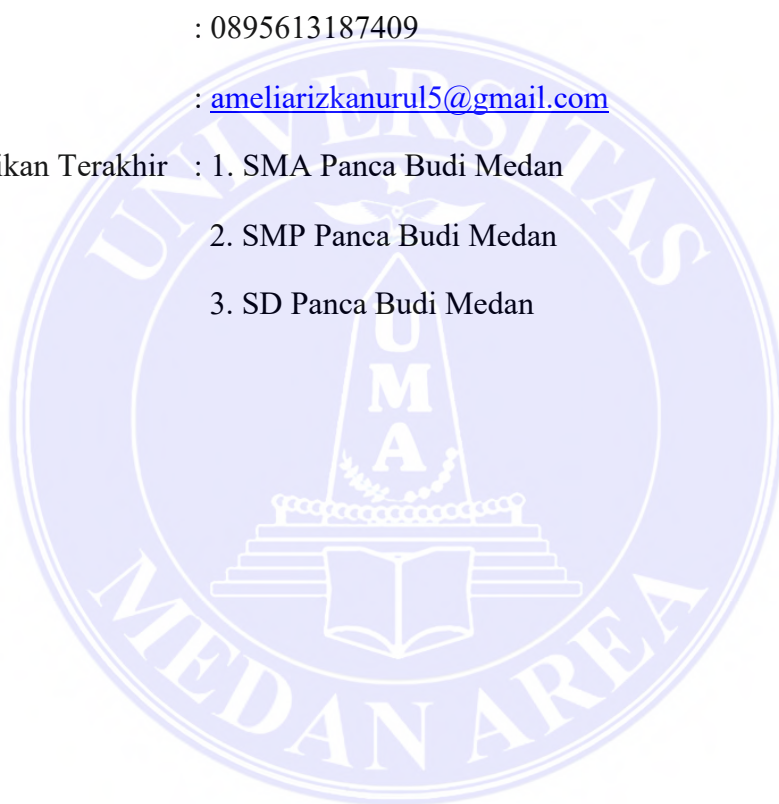 : 0895613187409
: ameliarizkanurul5@gmail.com
ikan Terakhir : 1. SMA Panca Budi Medan
2. SMP Panca Budi Medan
3. SD Panca Budi Medan
UNIVERSITAS
UMA
MEDAN AREA